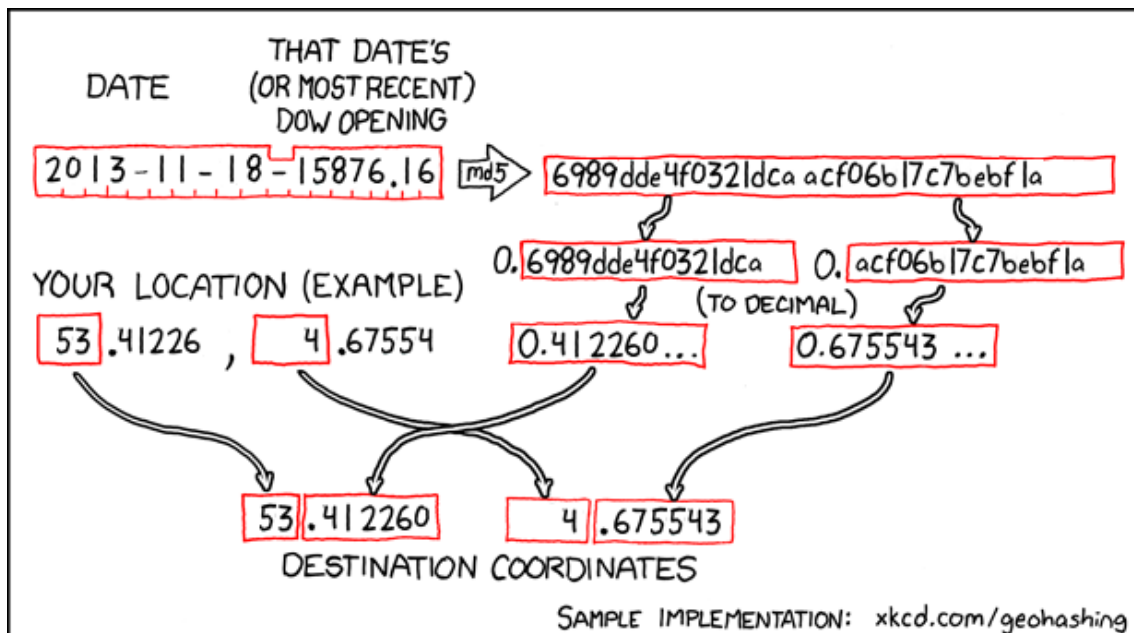 DATE
THAT DATE'S
(OR MOST RECENT)
DOW OPENING
2013-11-18-15876.16
md5
6989dde4f0321dca acf06b17c7bebf1a
0. 6989dde4f0321dca
0. acf06b17c7bebf1a
YOUR LOCATION (EXAMPLE)
(TO DECIMAL)
53.41226, 4.67554
0.412260...
0.675543 ...
53 .412260
4 .675543
DESTINATION COORDINATES
SAMPLE IMPLEMENTATION: xkcd.com/geohashing